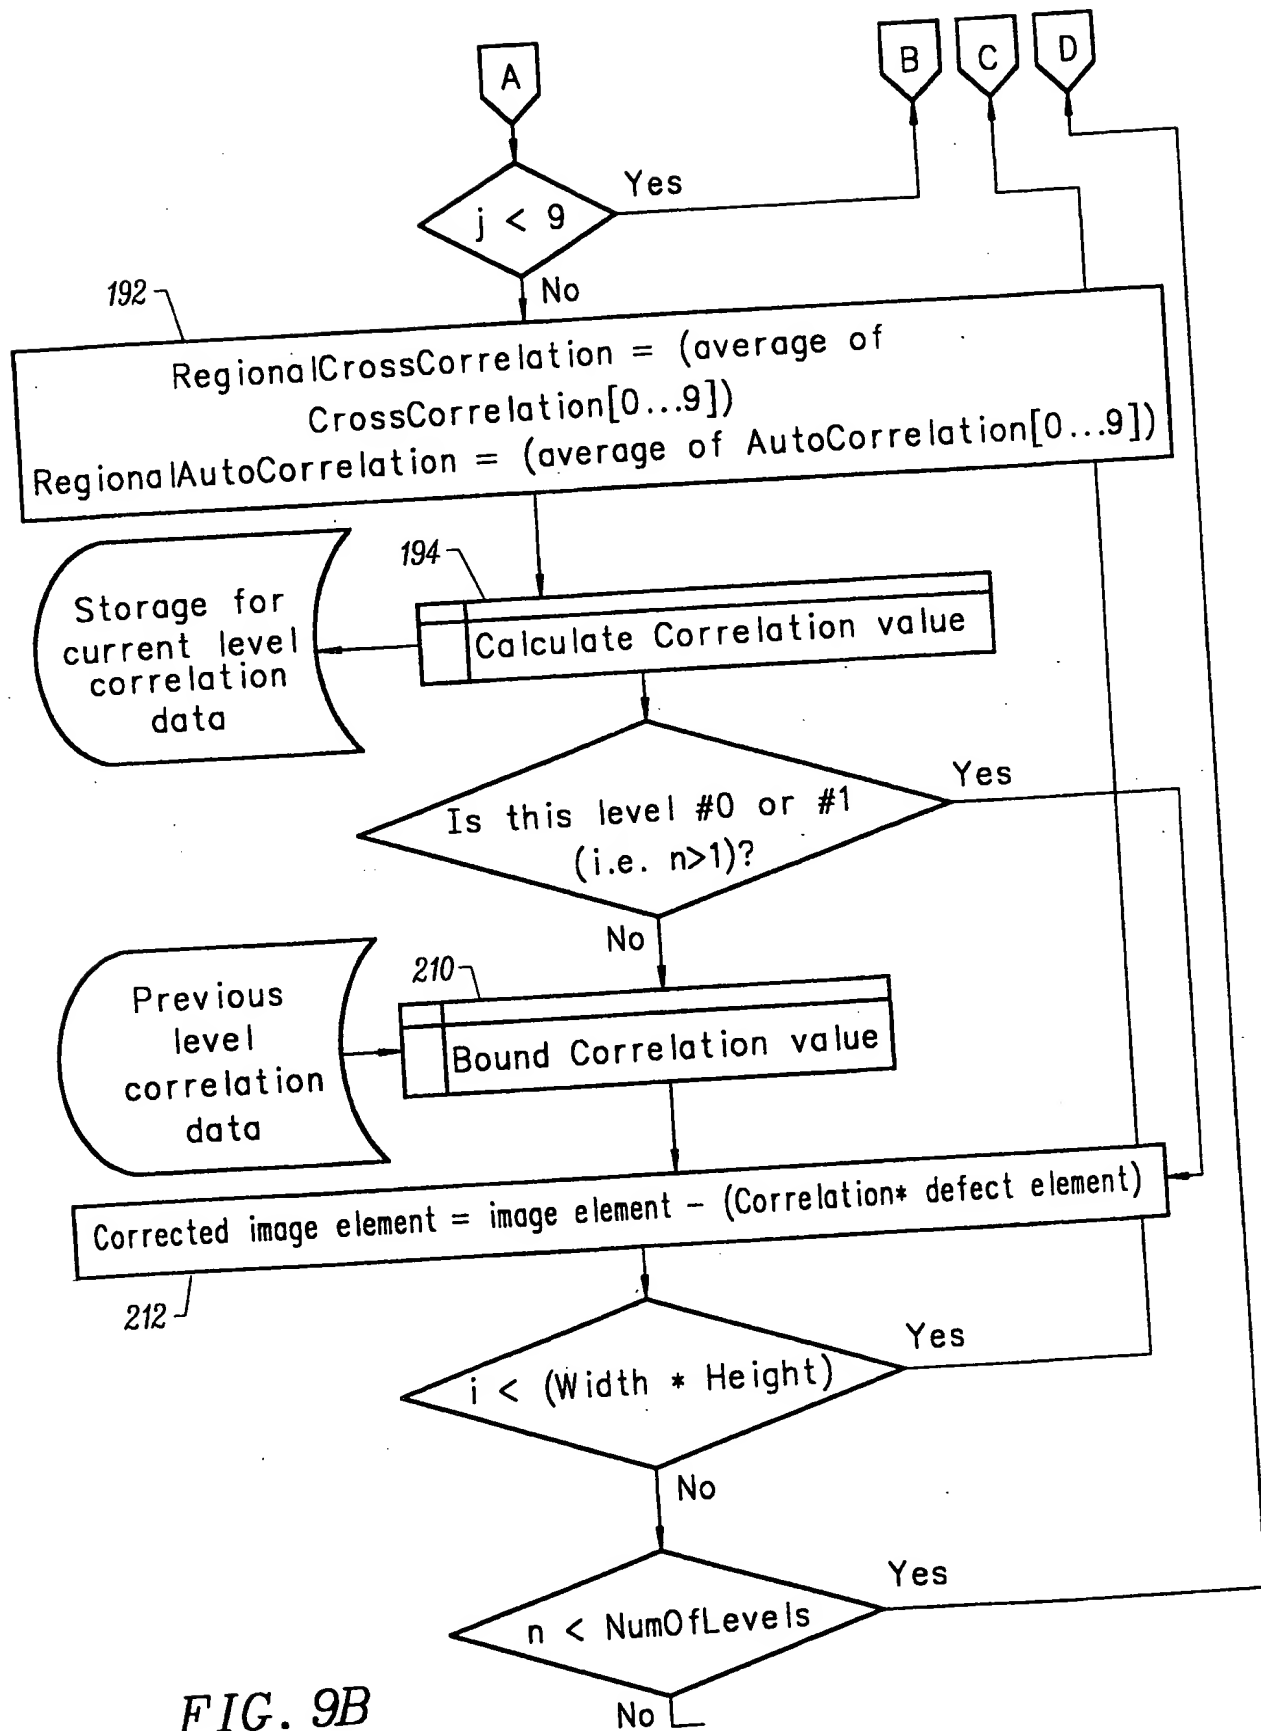 A
B
C
D
j < 9
Yes
No
192
RegionalCrossCorrelation = (average of
CrossCorrelation[0...9])
RegionalAutoCorrelation = (average of AutoCorrelation[0...9])
194
Storage for
current level
correlation
data
Calculate Correlation value
Is this level #0 or #1
(i.e. n>1)?
Yes
No
210
Previous
level
correlation
data
Bound Correlation value
Corrected image element = image element - (Correlation* defect element)
212
i < (Width * Height)
Yes
No
n < NumOfLevels
Yes
No
FIG. 9B